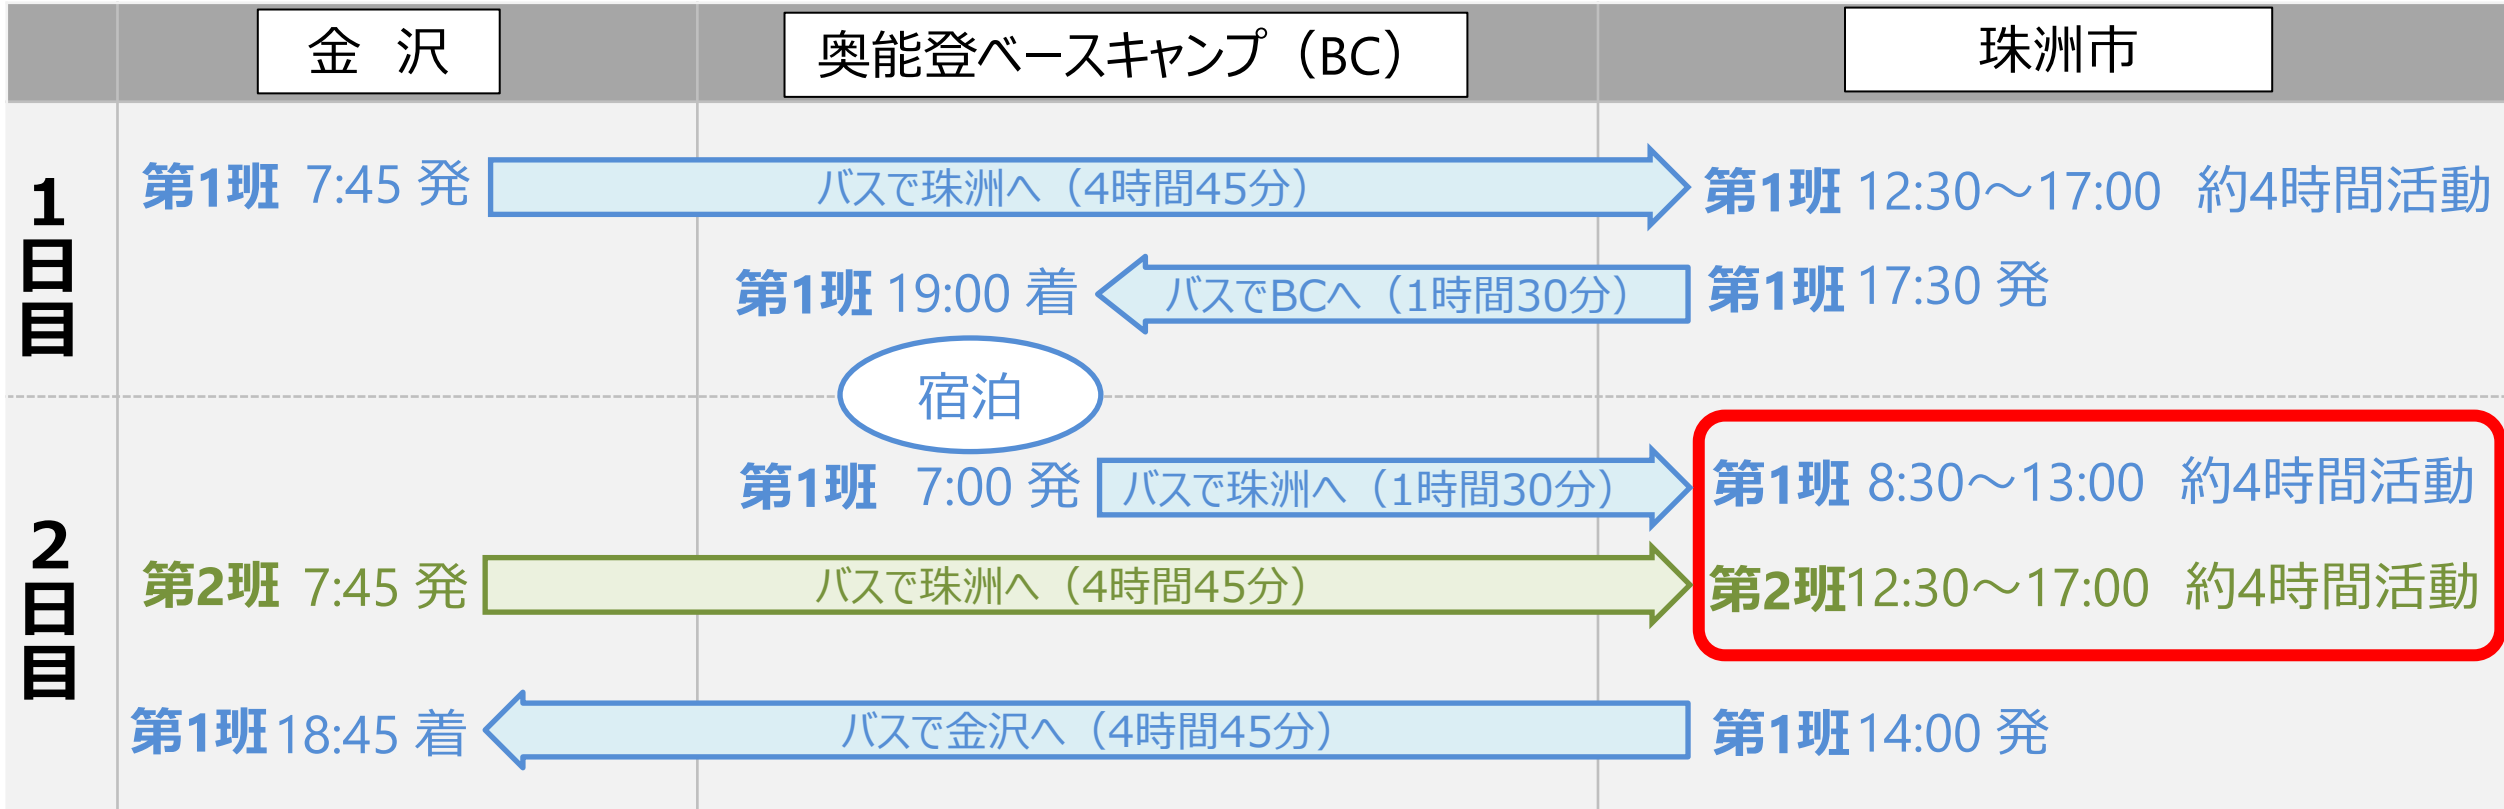 金 沢
奥能登ベースキャンプ（BC）
珠洲市
1日目
第1班 7:45 発
バスで珠洲へ（4時間45分）
第1班 12:30～17:00 約4時間活動
第1班 19:00 着
バスでBCへ（1時間30分）
第1班 17:30 発
宿泊
2日目
第1班 7:00 発
バスで珠洲へ（1時間30分）
第1班 8:30～13:00 約4時間活動
第2班 7:45 発
バスで珠洲へ（4時間45分）
第2班 12:30～17:00 約4時間活動
第1班 18:45 着
バスで金沢へ（4時間45分）
第1班 14:00 発